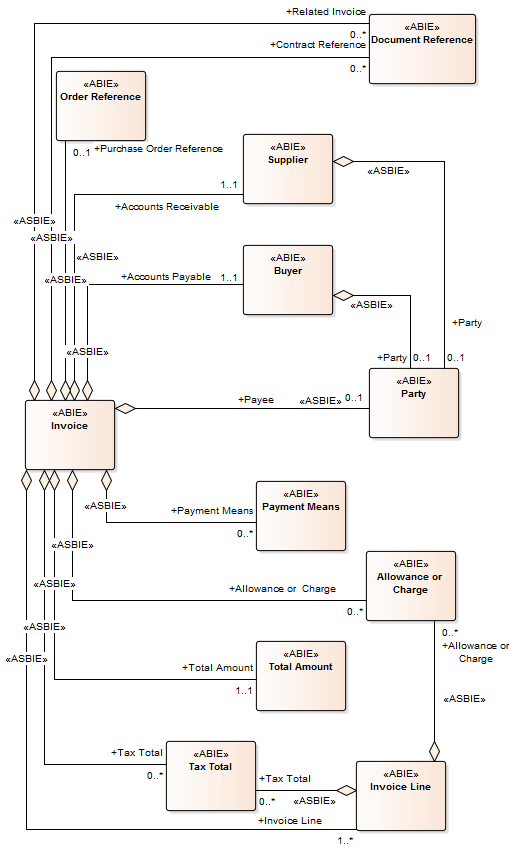 +Related Invoice
0..*
«ABIE»
Document Reference
+Contract Reference
0..*
«ABIE»
Order Reference
0..1
+Purchase Order Reference
«ABIE»
Supplier
1..1
+Accounts Receivable
«ASBIE»
«ASBIE»
«ASBIE»
«ASBIE»
«ASBIE»
«ABIE»
Buyer
+Accounts Payable
1..1
«ASBIE»
«ASBIE»
+Party
«ASBIE»
+Party
0..1
0..1
«ABIE»
Party
«ABIE»
Invoice
+Payee
«ASBIE»
0..1
«ASBIE»
+Payment Means
0..*
«ABIE»
Payment Means
«ASBIE»
«ABIE»
Allowance or
Charge
«ASBIE»
+Allowance or  Charge
0..*
«ASBIE»
0..*
+Allowance or
Charge
«ASBIE»
«ABIE»
Total Amount
+Total Amount
1..1
«ASBIE»
«ABIE»
Tax Total
+Tax Total
0..*
+Tax Total
0..*
«ASBIE»
«ABIE»
Invoice Line
+Invoice Line
1..*